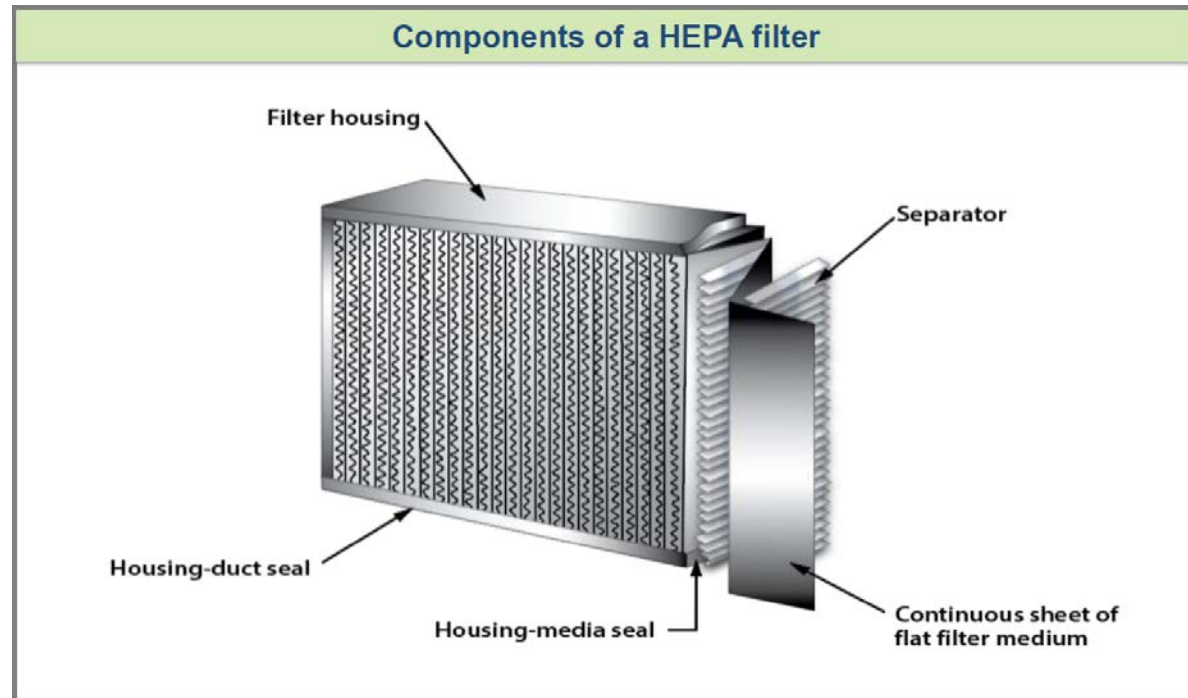 Components of a HEPA filter
Filter housing
Separator
Housing-duct seal
Housing-media seal
Continuous sheet of
flat filter medium